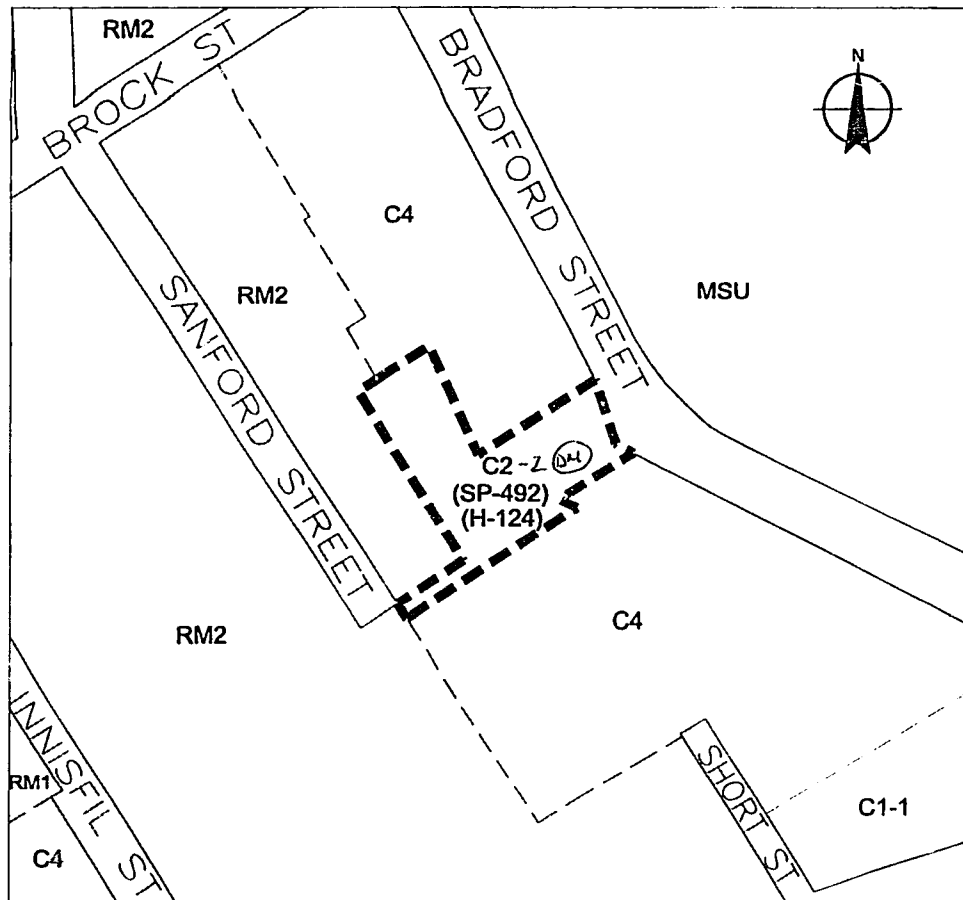 RM2
BROCK ST
BRADFORD STREET
N
C4
RM2
MSU
SANFORD STREET
C2-2
(SP-492)
(H-124)
RM2
C4
INNISFIL ST
RM1
SHORT ST
C1-1
C4